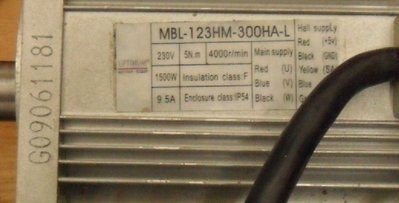 MBL-123HM-300HA-L
Hall supply
230V 5N.m 4000r/min Main supply Red (+5v)
Black (GND)
1500W Insulation class:F Red (U) Yellow (SA)
Blue (V) Blue
9.5A Enclosure class:IP54 Black (W)
G09061181